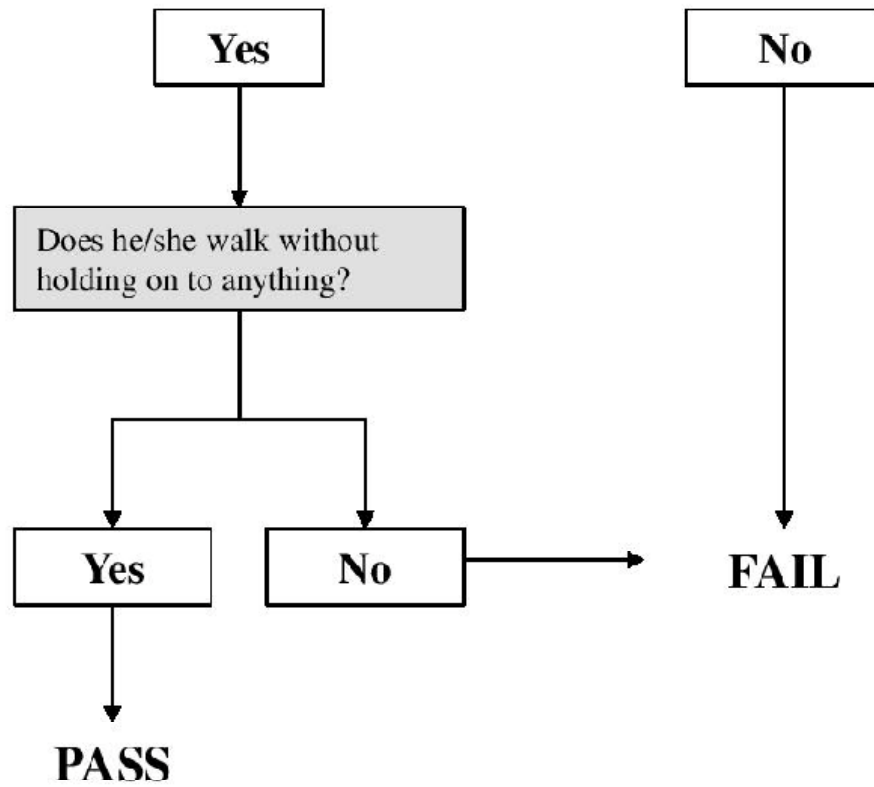 Yes
No
Does he/she walk without
holding on to anything?
Yes
No
FAIL
PASS